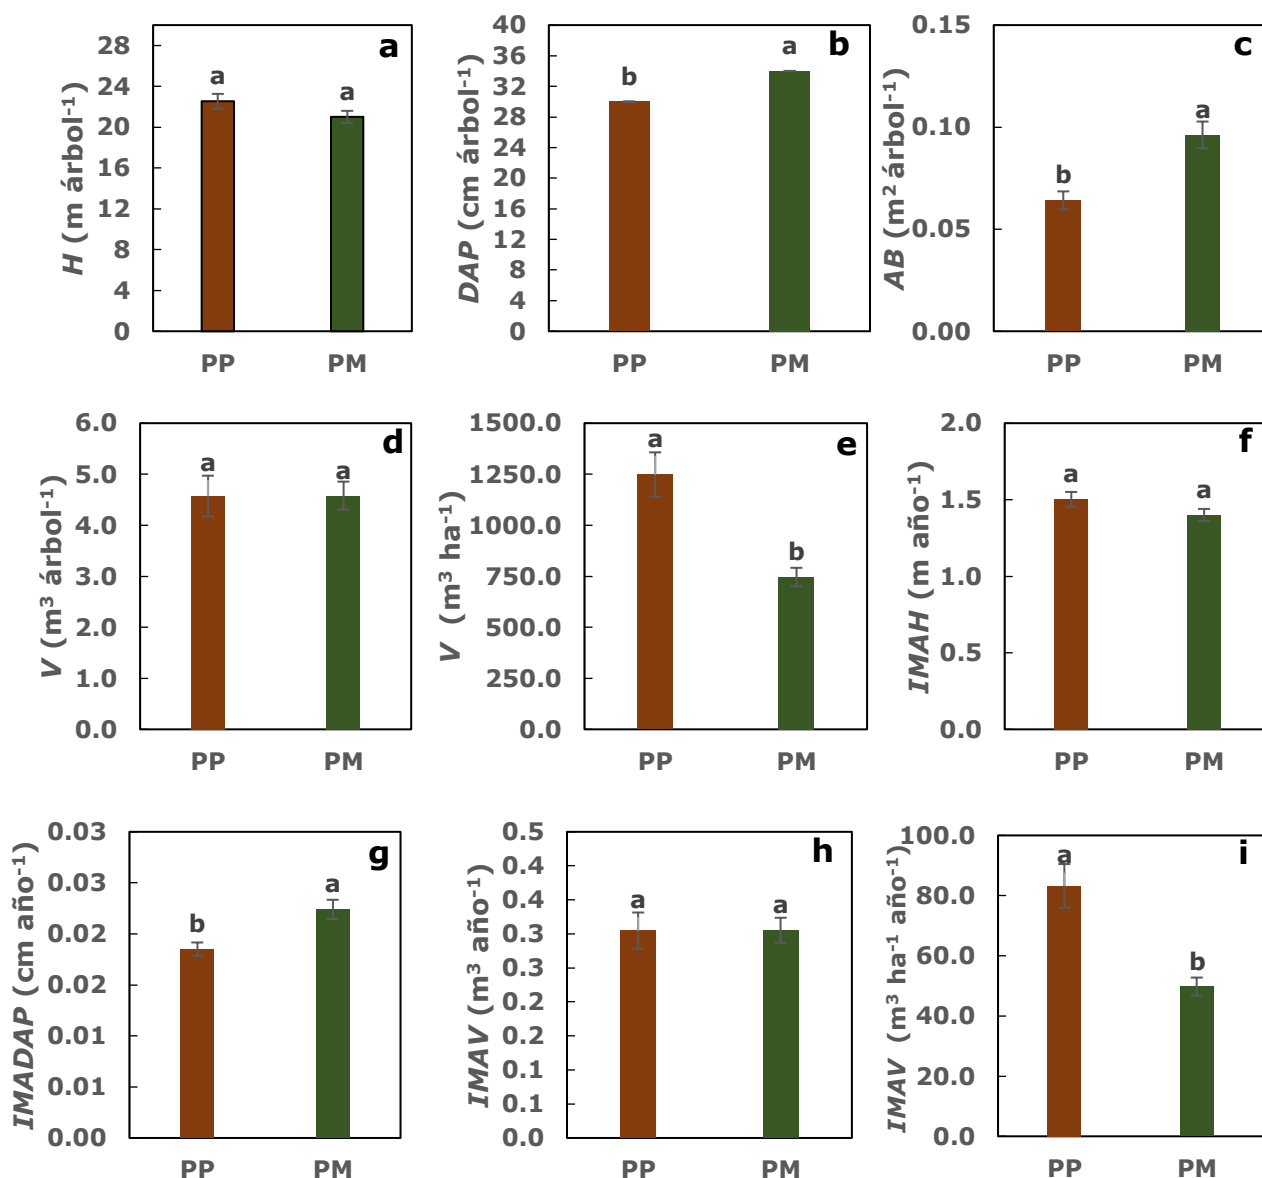 a
H (m árbol-1)
28
24
20
16
12
8
4
0
a
a
PP
PM
b
DAP (cm árbol-1)
40
36
32
28
24
20
16
12
8
4
0
b
a
PP
PM
c
AB (m2 árbol-1)
0.15
0.10
0.05
0.00
b
a
PP
PM
d
V (m3 árbol-1)
6.0
5.0
4.0
3.0
2.0
1.0
0.0
a
a
PP
PM
e
V (m3 ha-1)
1500.0
1250.0
1000.0
750.0
500.0
250.0
0.0
a
b
PP
PM
f
IMAH (m año-1)
2.0
1.5
1.0
0.5
0.0
a
a
PP
PM
g
IMADAP (cm año-1)
0.03
0.03
0.02
0.02
0.01
0.01
0.00
b
a
PP
PM
h
IMAV (m3 año-1)
0.5
0.4
0.4
0.3
0.3
0.2
0.2
0.1
0.1
0.0
a
a
PP
PM
i
IMAV (m3 ha-1 año-1)
100.0
80.0
60.0
40.0
20.0
0.0
a
b
PP
PM